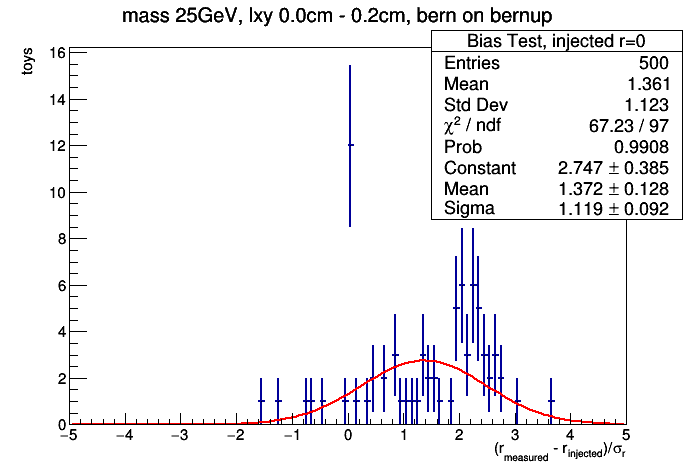 mass 25GeV, lxy 0.0cm - 0.2cm, bern on bernup
Bias Test, injected r=0
Entries 500
Mean 1.361
Std Dev 1.123
χ² / ndf 67.23 / 97
Prob 0.9908
Constant 2.747 ± 0.385
Mean 1.372 ± 0.128
Sigma 1.119 ± 0.092
toys
16
14
12
10
8
6
4
2
0
−5 −4 −3 −2 −1 0 1 2 3 4 5
(r_measured - r_injected)/σ_r